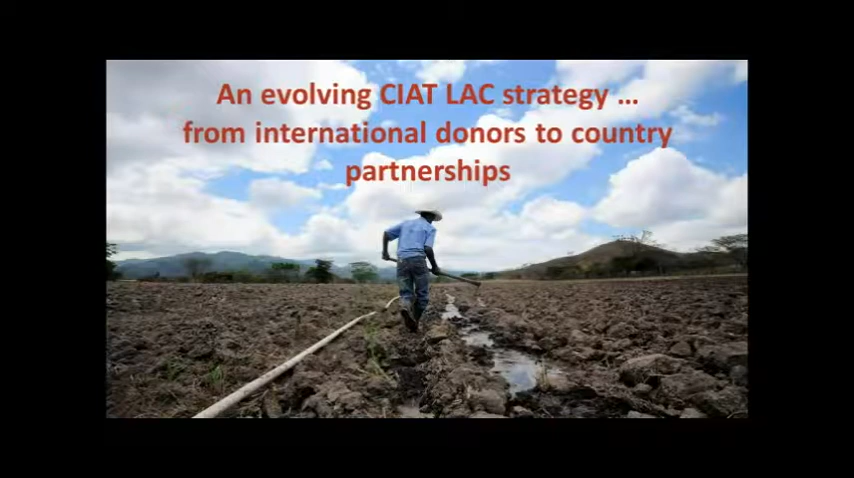 An evolving CIAT LAC strategy ...
from international donors to country
partnerships